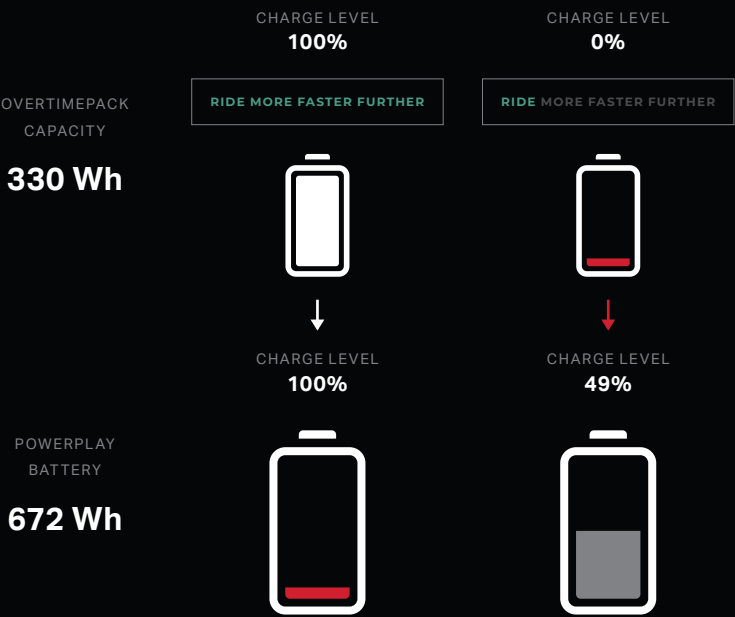 CHARGE LEVEL
100%
CHARGE LEVEL
0%
OVERTIMEPACK
CAPACITY
330 Wh
RIDE MORE FASTER FURTHER
RIDE MORE FASTER FURTHER
CHARGE LEVEL
100%
CHARGE LEVEL
49%
POWERPLAY
BATTERY
672 Wh